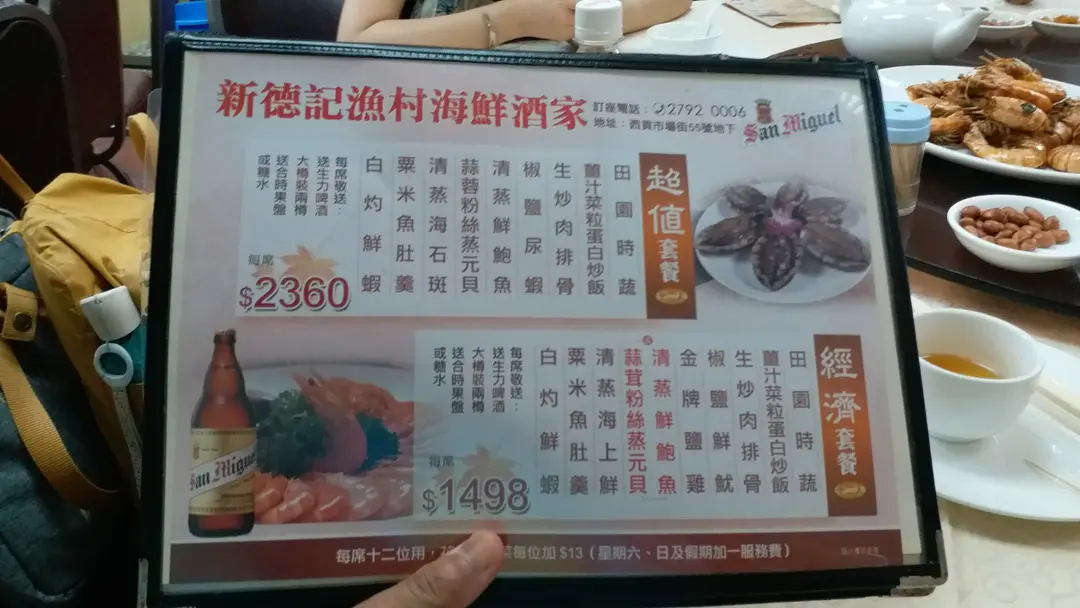 新德記漁村海鮮酒家
訂座電話：2792 0006
地址：西貢市場街55號地下
San Miguel
超值套餐
田園時蔬
薑汁菜粒蛋白炒飯
生炒肉排骨
椒鹽尿蝦
清蒸鮮鮑魚
蒜蓉粉絲蒸元貝
清蒸海石斑
粟米魚肚羹
白灼鮮蝦
每席敬送：
送生力啤酒
大樽裝兩樽
送合時果盤
或糖水
每席
$2360
經濟套餐
田園時蔬
薑汁菜粒蛋白炒飯
生炒肉排骨
椒鹽鮮魷
金牌鹽雞
清蒸鮮鮑魚
蒜茸粉絲蒸元貝
清蒸海上鮮
粟米魚肚羹
白灼鮮蝦
每席敬送：
送生力啤酒
大樽裝兩樽
送合時果盤
或糖水
每席
$1498
San Miguel
每席十二位用，
菜每位加 $13（星期六、日及假期加一服務費）